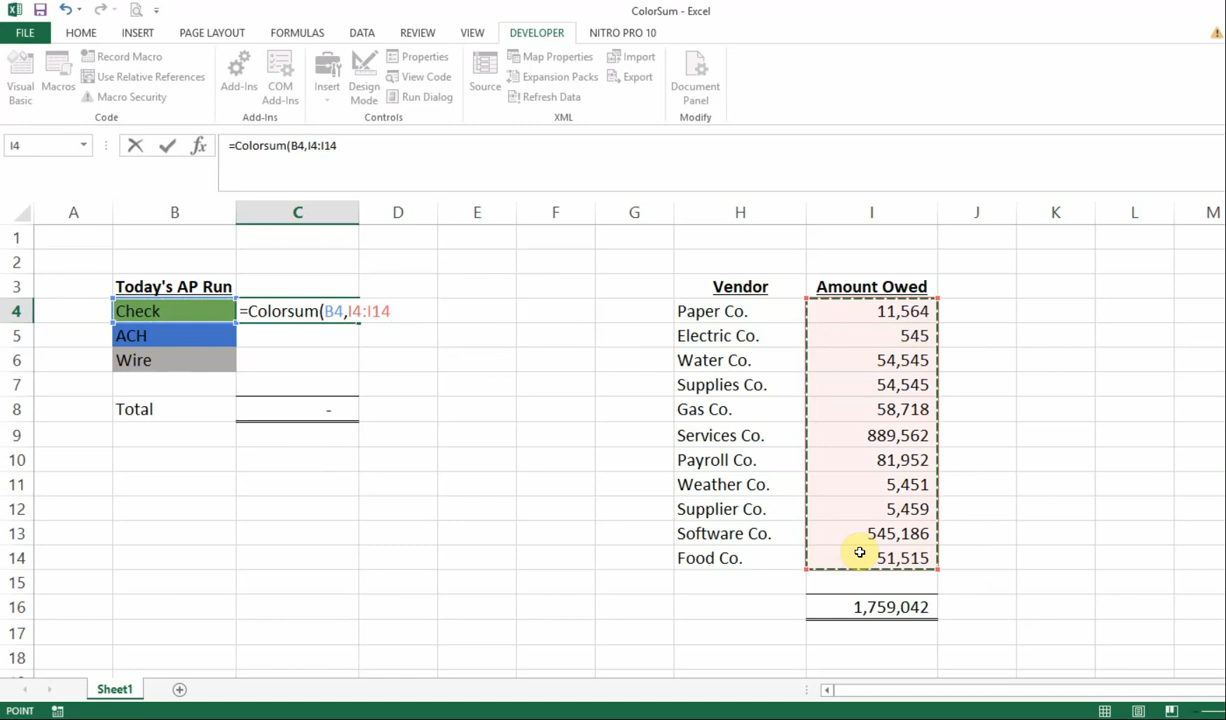 ColorSum - Excel
FILE HOME INSERT PAGE LAYOUT FORMULAS DATA REVIEW VIEW DEVELOPER NITRO PRO 10
Visual Basic
Macros
Record Macro
Use Relative References
Macro Security
Code
Add-Ins
COM Add-Ins
Add-Ins
Insert
Design Mode
Properties
View Code
Run Dialog
Controls
Source
Map Properties
Expansion Packs
Refresh Data
Import
Export
XML
Document Panel
Modify
I4 fx =Colorsum(B4,I4:I14
A B C D E F G H I J K L M
1
2
3 Today's AP Run Vendor Amount Owed
4 Check =Colorsum(B4,I4:I14 Paper Co. 11,564
5 ACH Electric Co. 545
6 Wire Water Co. 54,545
7 Supplies Co. 54,545
8 Total - Gas Co. 58,718
9 Services Co. 889,562
10 Payroll Co. 81,952
11 Weather Co. 5,451
12 Supplier Co. 5,459
13 Software Co. 545,186
14 Food Co. 51,515
15
16 1,759,042
17
18
Sheet1
POINT